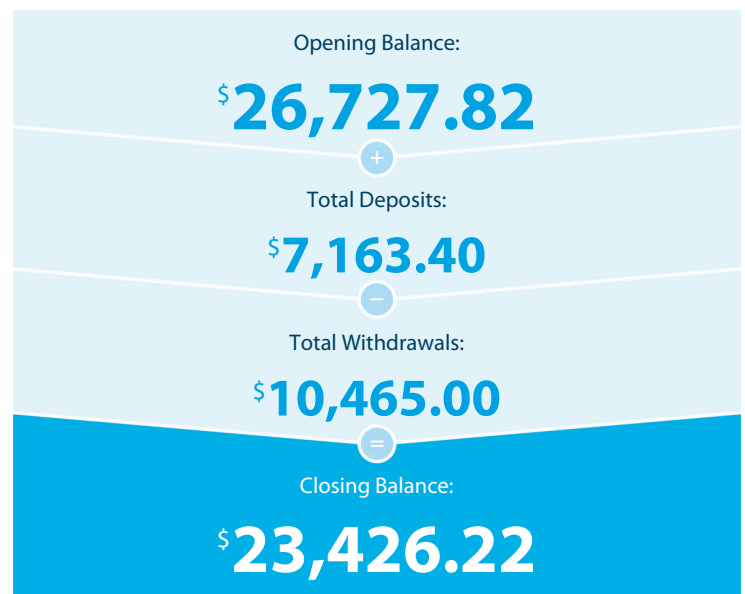 Opening Balance:
$26,727.82
+
Total Deposits:
$7,163.40
−
Total Withdrawals:
$10,465.00
=
Closing Balance:
$23,426.22